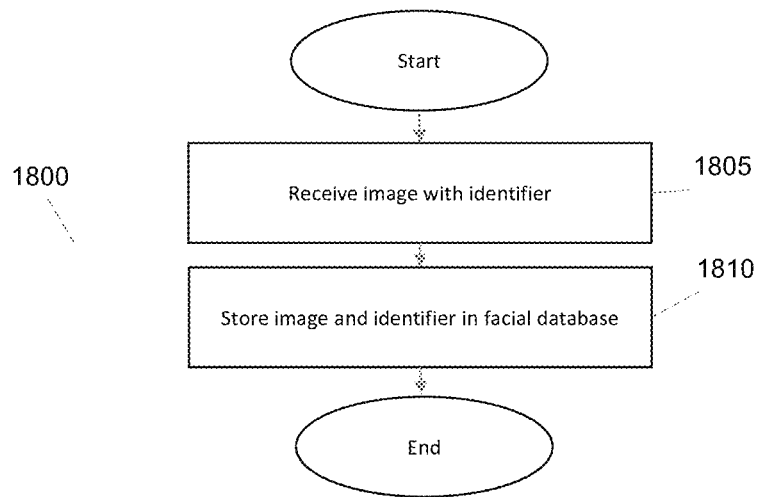 Start
1800
Receive image with identifier
1805
Store image and identifier in facial database
1810
End